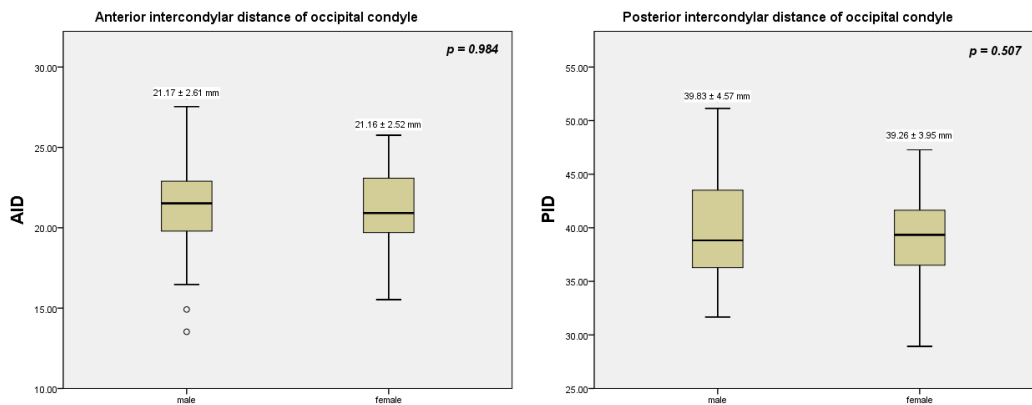 Anterior intercondylar distance of occipital condyle
p = 0.984
30.00
25.00
20.00
15.00
10.00
AID
21.17 ± 2.61 mm
21.16 ± 2.52 mm
male
female
Posterior intercondylar distance of occipital condyle
p = 0.507
55.00
50.00
45.00
40.00
35.00
30.00
25.00
PID
39.83 ± 4.57 mm
39.26 ± 3.95 mm
male
female